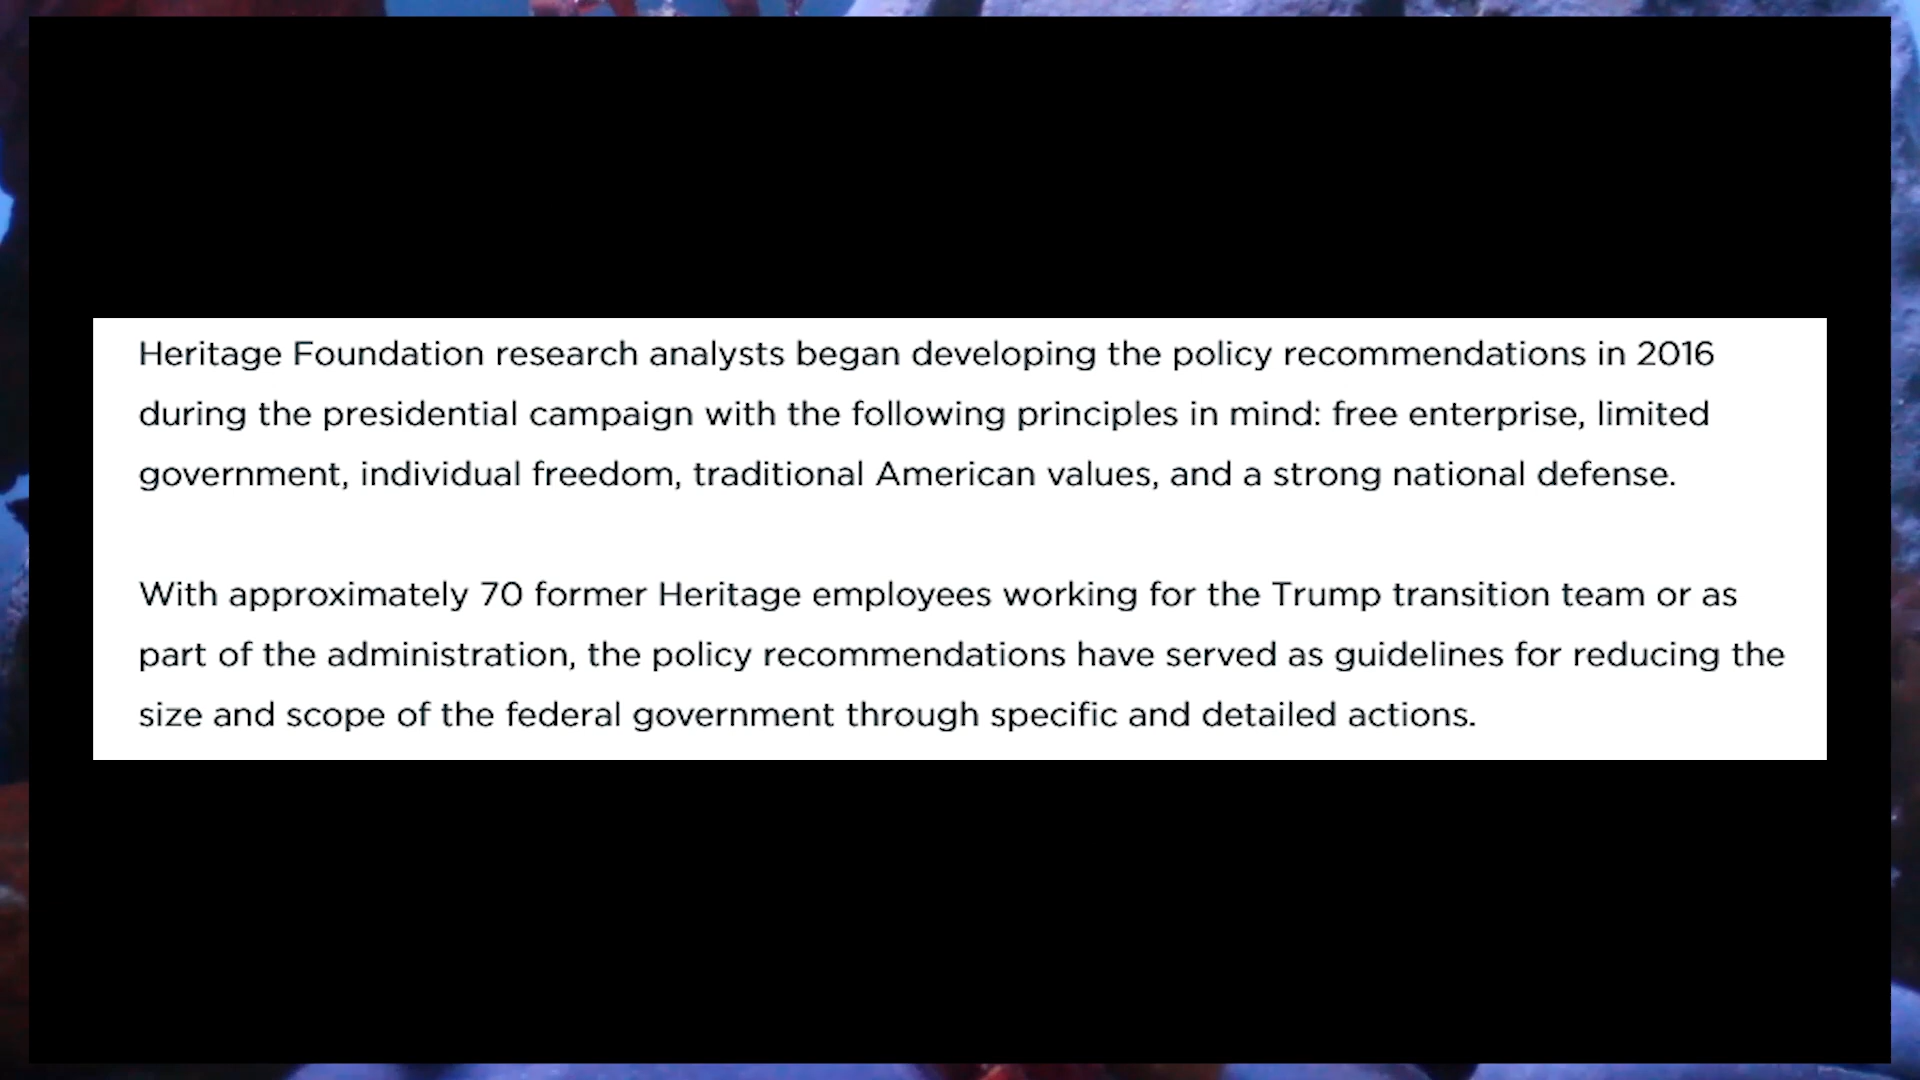 Heritage Foundation research analysts began developing the policy recommendations in 2016
during the presidential campaign with the following principles in mind: free enterprise, limited
government, individual freedom, traditional American values, and a strong national defense.
With approximately 70 former Heritage employees working for the Trump transition team or as
part of the administration, the policy recommendations have served as guidelines for reducing the
size and scope of the federal government through specific and detailed actions.